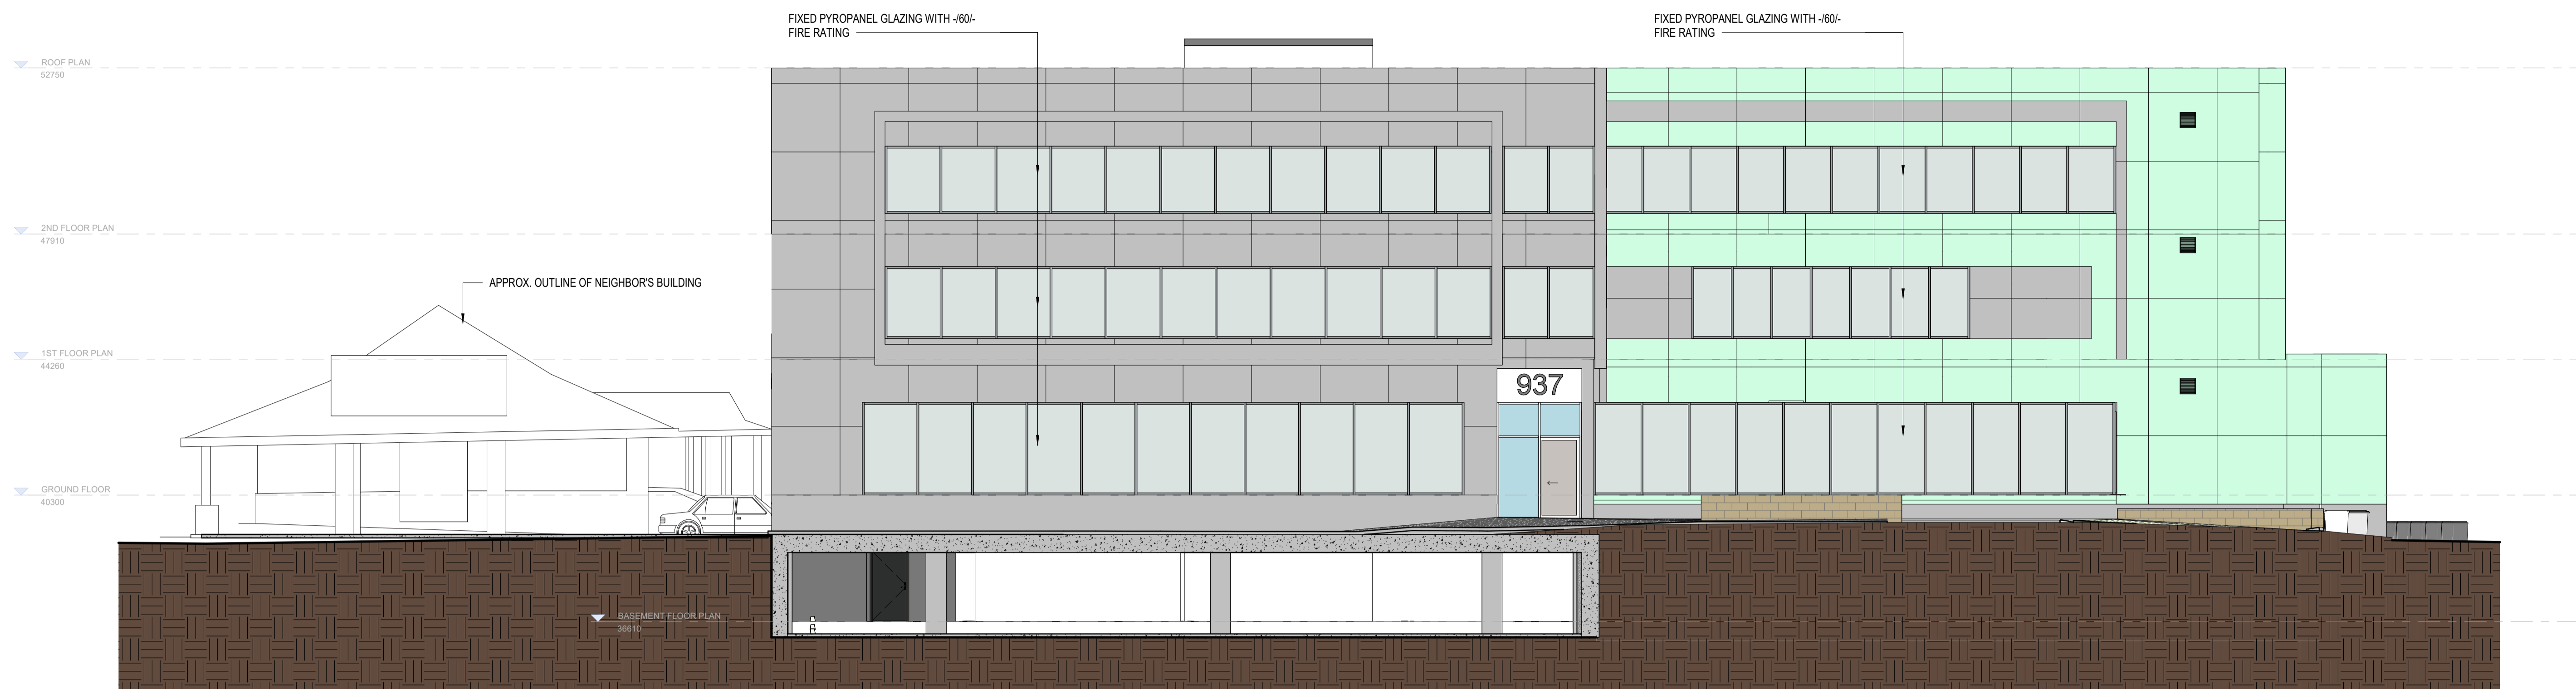 FIXED PYROPANEL GLAZING WITH -/60/-
FIRE RATING
FIXED PYROPANEL GLAZING WITH -/60/-
FIRE RATING
ROOF PLAN
52750
2ND FLOOR PLAN
47910
APPROX. OUTLINE OF NEIGHBOR'S BUILDING
1ST FLOOR PLAN
44260
937
GROUND FLOOR
40300
BASEMENT FLOOR PLAN
36610